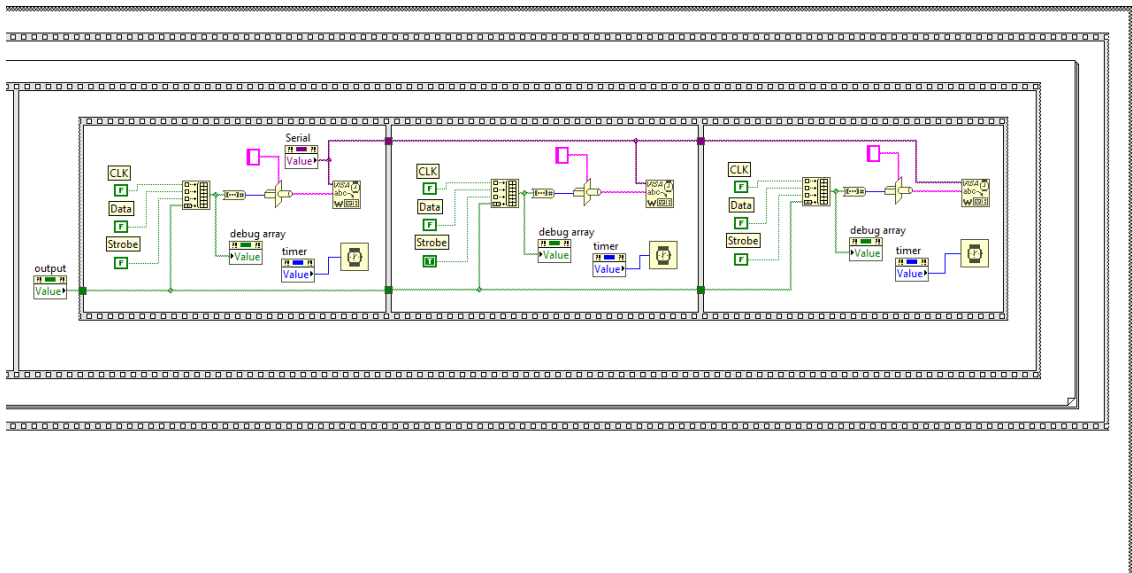 Serial
Value
CLK
F
Data
F
Strobe
F
debug array
Value
timer
Value
output
Value
VISA
abc
W
CLK
F
Data
F
Strobe
T
debug array
Value
timer
Value
VISA
abc
W
CLK
F
Data
F
Strobe
F
debug array
Value
timer
Value
VISA
abc
W